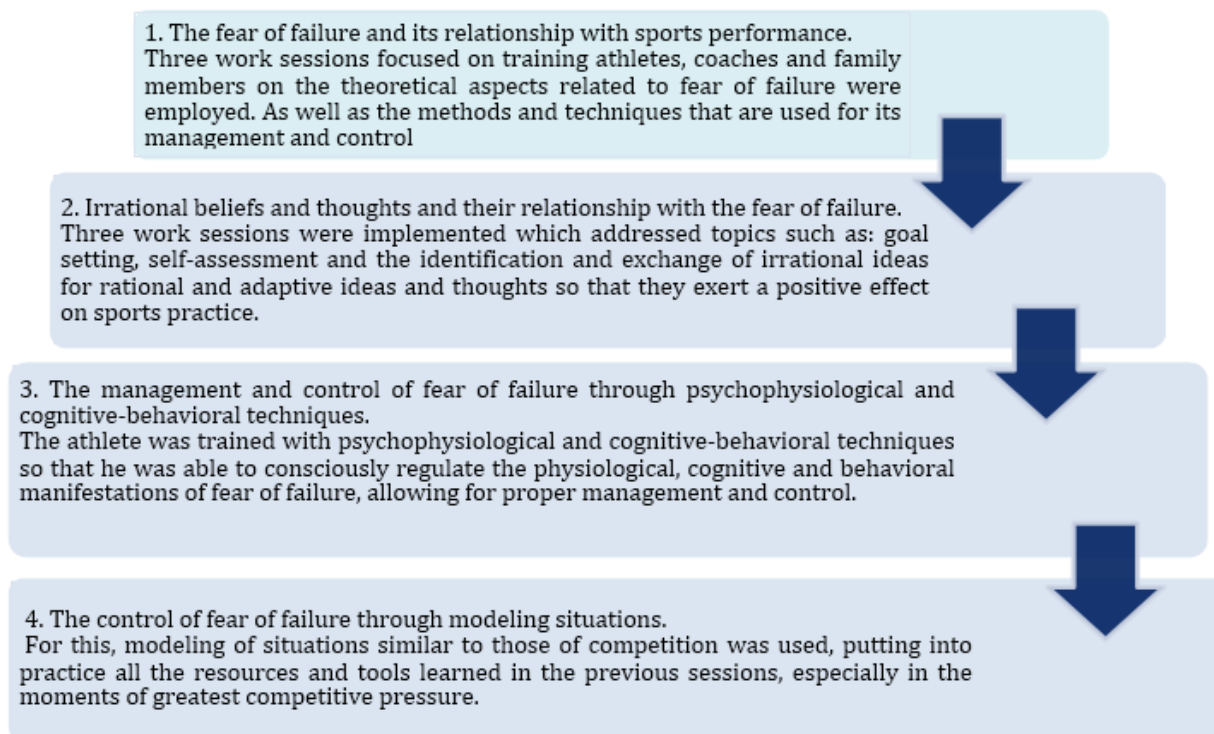 1. The fear of failure and its relationship with sports performance.
Three work sessions focused on training athletes, coaches and family
members on the theoretical aspects related to fear of failure were
employed. As well as the methods and techniques that are used for its
management and control
2. Irrational beliefs and thoughts and their relationship with the fear of failure.
Three work sessions were implemented which addressed topics such as: goal
setting, self-assessment and the identification and exchange of irrational ideas
for rational and adaptive ideas and thoughts so that they exert a positive effect
on sports practice.
3. The management and control of fear of failure through psychophysiological and
cognitive-behavioral techniques.
The athlete was trained with psychophysiological and cognitive-behavioral techniques
so that he was able to consciously regulate the physiological, cognitive and behavioral
manifestations of fear of failure, allowing for proper management and control.
4. The control of fear of failure through modeling situations.
For this, modeling of situations similar to those of competition was used, putting into
practice all the resources and tools learned in the previous sessions, especially in the
moments of greatest competitive pressure.